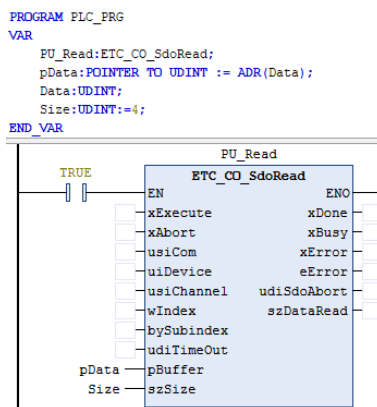 PROGRAM PLC_PRG
VAR
PU_Read:ETC_CO_SdoRead;
pData:POINTER TO UDINT := ADR(Data);
Data:UDINT;
Size:UDINT:=4;
END_VAR
PU_Read
TRUE ETC_CO_SdoRead
EN ENO
xExecute xDone
xAbort xBusy
usiCom xError
uiDevice eError
usiChannel udiSdoAbort
wIndex szDataRead
bySubindex
udiTimeOut
pData pBuffer
Size szSize